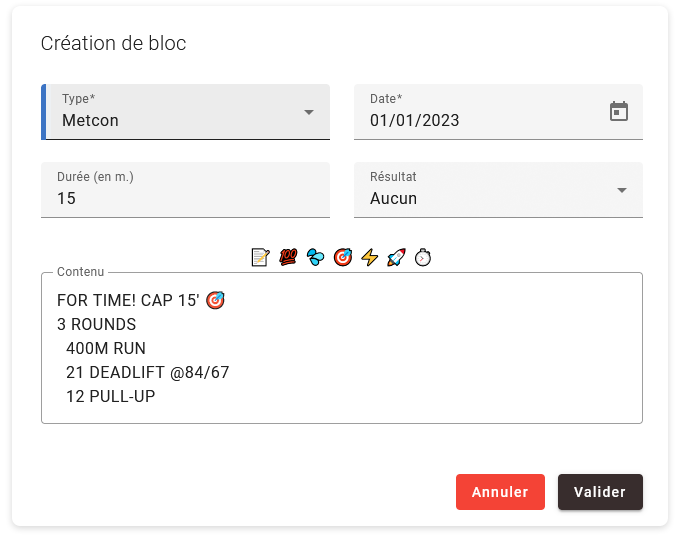 Création de bloc
Type*
Metcon
Date*
01/01/2023
Durée (en m.)
15
Résultat
Aucun
📝 💯 💦 🎯 ⚡ 🚀 ⏱
Contenu
FOR TIME! CAP 15' 🎯
3 ROUNDS
400M RUN
21 DEADLIFT @84/67
12 PULL-UP
Annuler
Valider